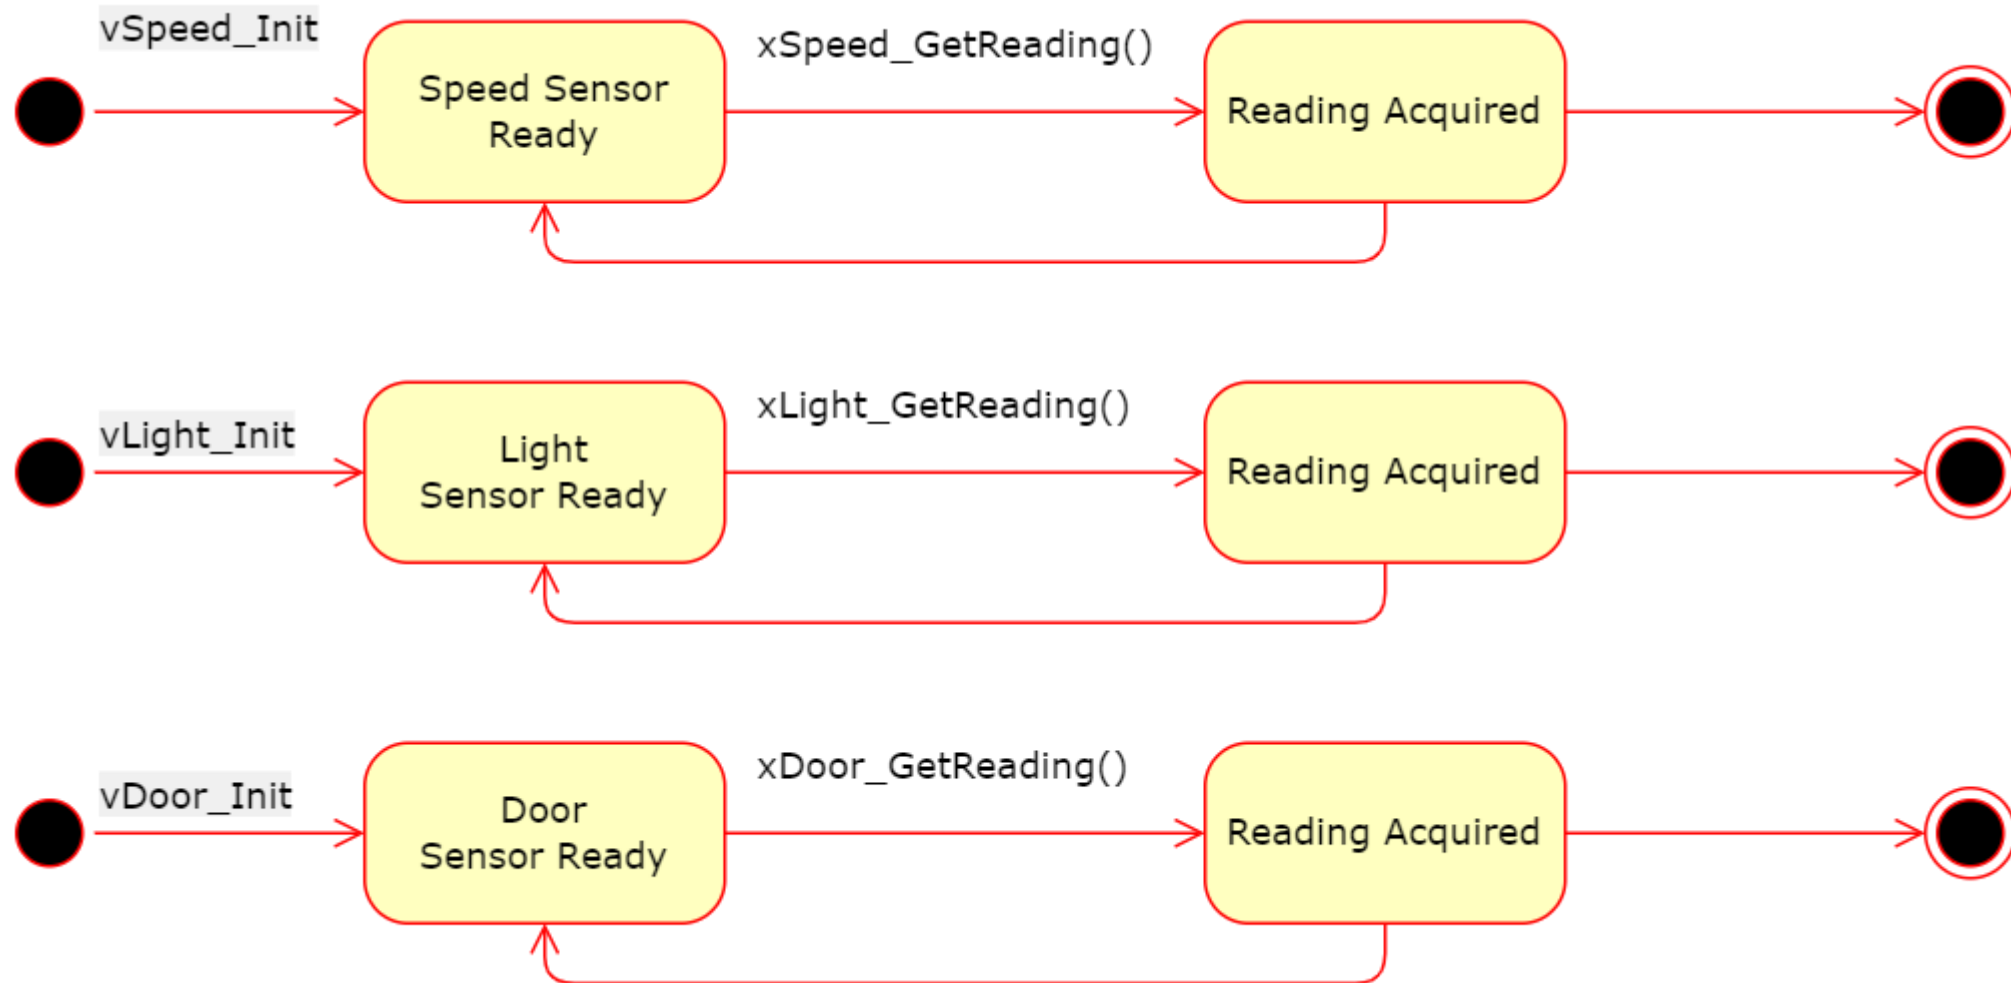 vSpeed_Init
xSpeed_GetReading()
Speed Sensor
Ready
Reading Acquired
vLight_Init
xLight_GetReading()
Light
Sensor Ready
Reading Acquired
vDoor_Init
xDoor_GetReading()
Door
Sensor Ready
Reading Acquired